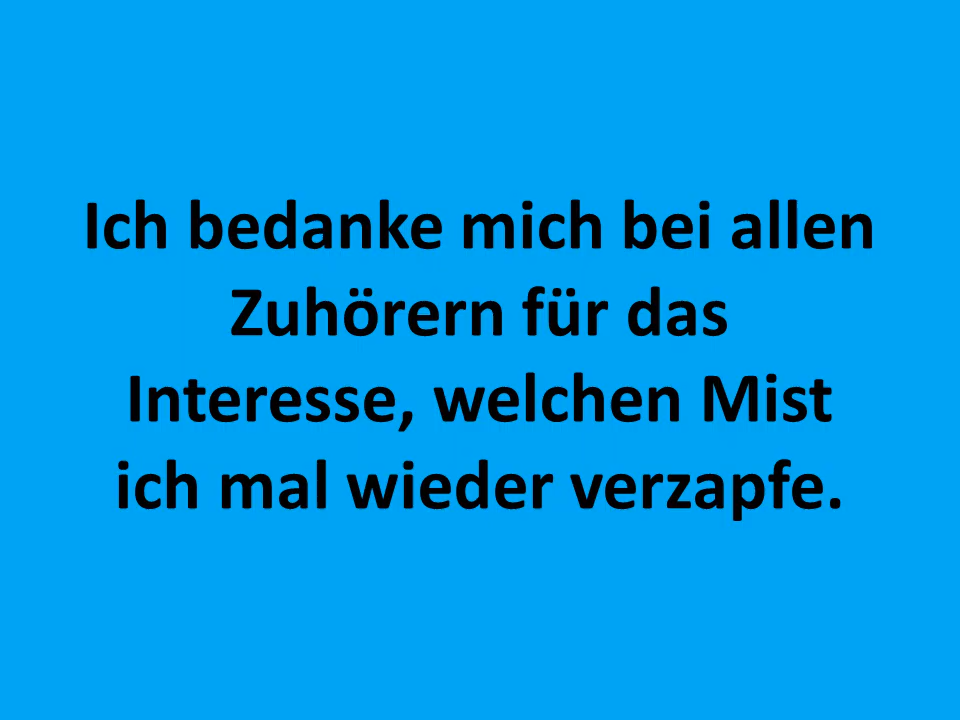 Ich bedanke mich bei allen
Zuhörern für das
Interesse, welchen Mist
ich mal wieder verzapfe.